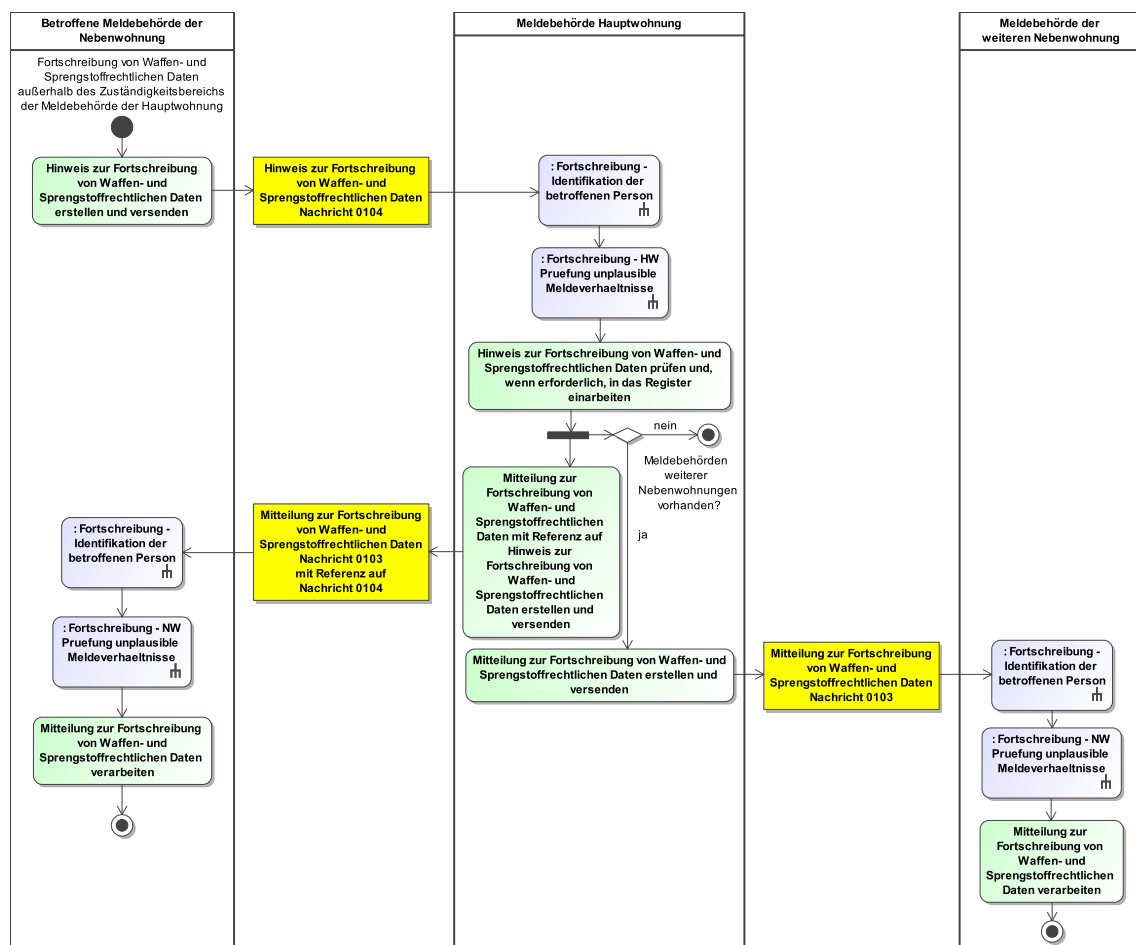 Betroffene Meldebehörde der
Nebenwohnung
Meldebehörde Hauptwohnung
Meldebehörde der
weiteren Nebenwohnung
Fortschreibung von Waffen- und
Sprengstoffrechtlichen Daten
außerhalb des Zuständigkeitsbereichs
der Meldebehörde der Hauptwohnung
Hinweis zur Fortschreibung
von Waffen- und
Sprengstoffrechtlichen Daten
erstellen und versenden
Hinweis zur Fortschreibung
von Waffen- und
Sprengstoffrechtlichen Daten
Nachricht 0104
: Fortschreibung -
Identifikation der
betroffenen Person
: Fortschreibung - HW
Pruefung unplausible
Meldeverhaeltnisse
Hinweis zur Fortschreibung von Waffen- und
Sprengstoffrechtlichen Daten prüfen und,
wenn erforderlich, in das Register
einarbeiten
nein
Meldebehörden
weiterer
Nebenwohnungen
vorhanden?
ja
Mitteilung zur
Fortschreibung von
Waffen- und
Sprengstoffrechtlichen
Daten mit Referenz auf
Hinweis zur
Fortschreibung von
Waffen- und
Sprengstoffrechtlichen
Daten erstellen und
versenden
Mitteilung zur Fortschreibung
von Waffen- und
Sprengstoffrechtlichen Daten
Nachricht 0103
mit Referenz auf
Nachricht 0104
: Fortschreibung -
Identifikation der
betroffenen Person
: Fortschreibung - NW
Pruefung unplausible
Meldeverhaeltnisse
Mitteilung zur Fortschreibung
von Waffen- und
Sprengstoffrechtlichen Daten
verarbeiten
Mitteilung zur Fortschreibung von Waffen- und
Sprengstoffrechtlichen Daten erstellen und
versenden
Mitteilung zur Fortschreibung
von Waffen- und
Sprengstoffrechtlichen Daten
Nachricht 0103
: Fortschreibung -
Identifikation der
betroffenen Person
: Fortschreibung - NW
Pruefung unplausible
Meldeverhaeltnisse
Mitteilung zur
Fortschreibung von
Waffen- und
Sprengstoffrechtlichen
Daten verarbeiten